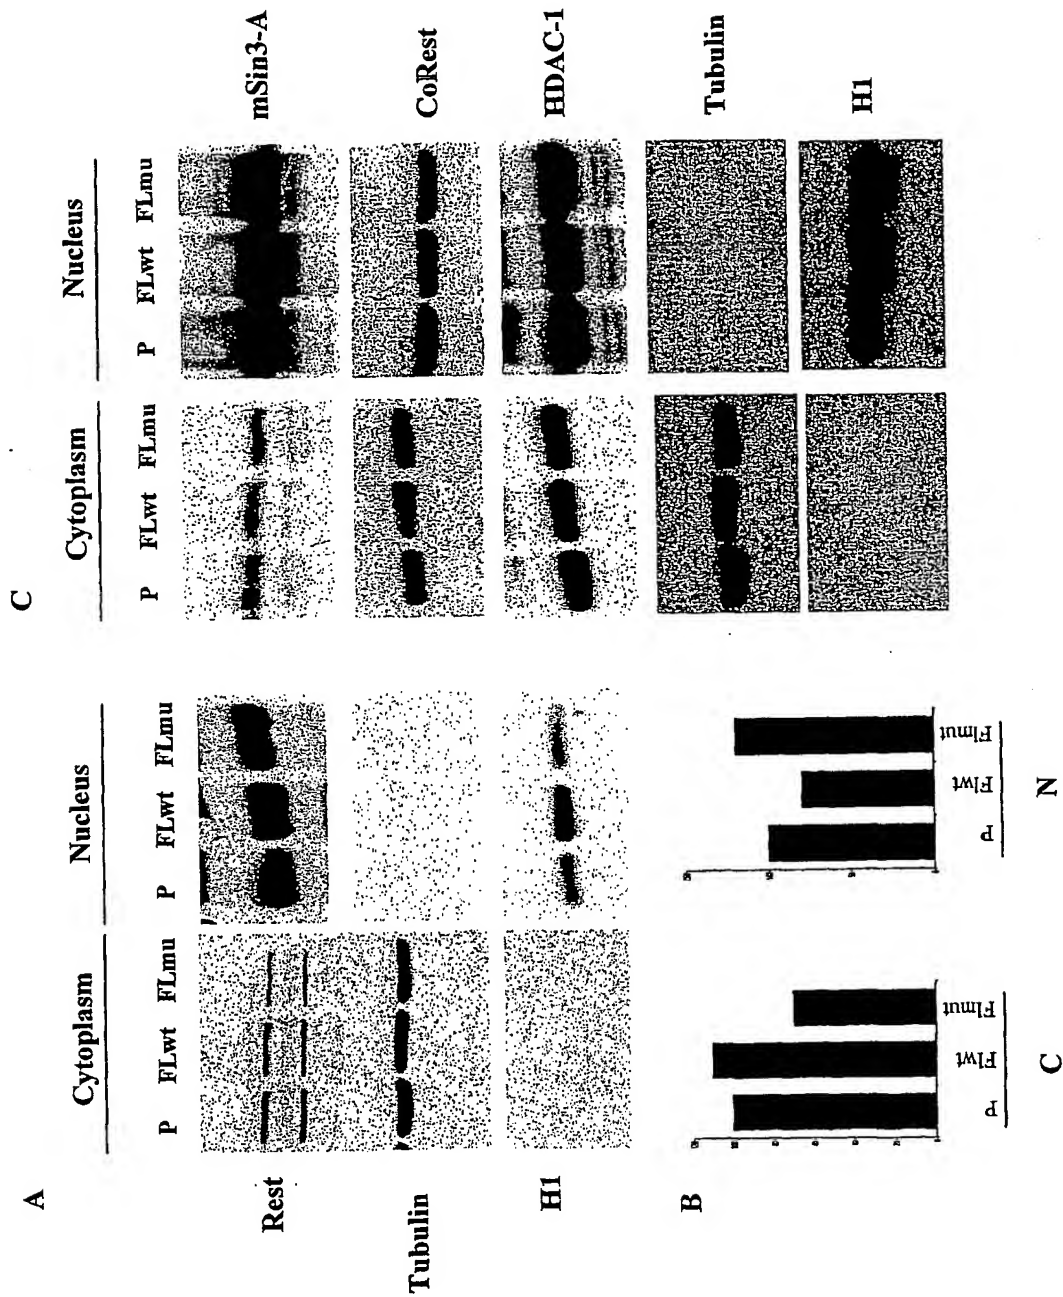 A
Cytoplasm
Nucleus
P FLwt FLmu
P FLwt FLmu
Rest
Tubulin
H1
B
P Flwt Flmut
C
P Flwt Flmut
N
C
Cytoplasm
Nucleus
P FLwt FLmu
P FLwt FLmu
mSin3-A
CoRest
HDAC-1
Tubulin
H1